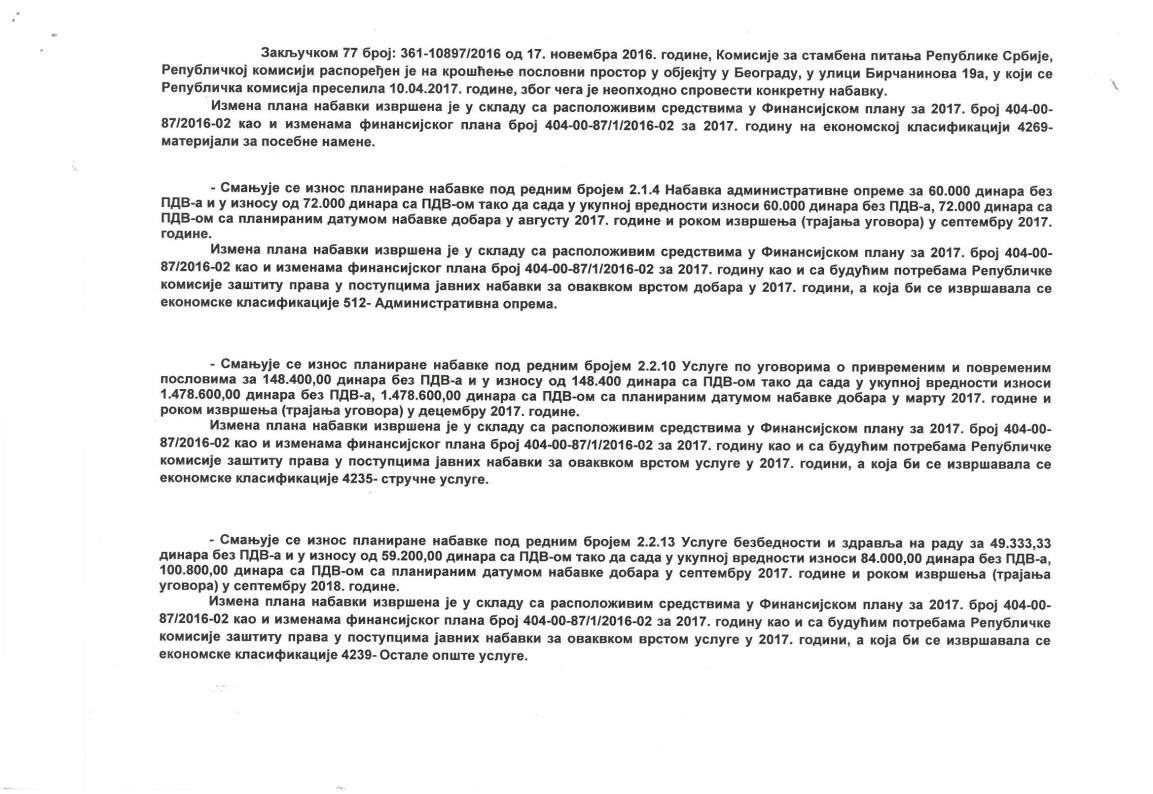 Закључком 77 број: 361-10897/2016 од 17. новембра 2016. године, Комисије за стамбена питања Републике Србије,
Републичкој комисији распоређен је на крошћење пословни простор у објекјту у Београду, у улици Бирчанинова 19а, у који се
Републичка комисија преселила 10.04.2017. године, због чега је неопходно спровести конкретну набавку.
Измена плана набавки извршена је у складу са расположивим средствима у Финансијском плану за 2017. број 404-00-
87/2016-02 као и изменама финансијског плана број 404-00-87/1/2016-02 за 2017. годину на економској класификацији 4269-
материјали за посебне намене.
- Смањује се износ планиране набавке под редним бројем 2.1.4 Набавка административне опреме за 60.000 динара без
ПДВ-а и у износу од 72.000 динара са ПДВ-ом тако да сада у укупној вредности износи 60.000 динара без ПДВ-а, 72.000 динара са
ПДВ-ом са планираним датумом набавке добара у августу 2017. године и роком извршења (трајања уговора) у септембру 2017.
године.
Измена плана набавки извршена је у складу са расположивим средствима у Финансијском плану за 2017. број 404-00-
87/2016-02 као и изменама финансијског плана број 404-00-87/1/2016-02 за 2017. годину као и са будућим потребама Републичке
комисије заштиту права у поступцима јавних набавки за оваквком врстом добара у 2017. години, а која би се извршавала се
економске класификације 512- Административна опрема.
- Смањује се износ планиране набавке под редним бројем 2.2.10 Услуге по уговорима о привременим и повременим
пословима за 148.400,00 динара без ПДВ-а и у износу од 148.400 динара са ПДВ-ом тако да сада у укупној вредности износи
1.478.600,00 динара без ПДВ-а, 1.478.600,00 динара са ПДВ-ом са планираним датумом набавке добара у марту 2017. године и
роком извршења (трајања уговора) у децембру 2017. године.
Измена плана набавки извршена је у складу са расположивим средствима у Финансијском плану за 2017. број 404-00-
87/2016-02 као и изменама финансијског плана број 404-00-87/1/2016-02 за 2017. годину као и са будућим потребама Републичке
комисије заштиту права у поступцима јавних набавки за оваквком врстом услуге у 2017. години, а која би се извршавала се
економске класификације 4235- стручне услуге.
- Смањује се износ планиране набавке под редним бројем 2.2.13 Услуге безбедности и здравља на раду за 49.333,33
динара без ПДВ-а и у износу од 59.200,00 динара са ПДВ-ом тако да сада у укупној вредности износи 84.000,00 динара без ПДВ-а,
100.800,00 динара са ПДВ-ом са планираним датумом набавке добара у септембру 2017. године и роком извршења (трајања
уговора) у септембру 2018. године.
Измена плана набавки извршена је у складу са расположивим средствима у Финансијском плану за 2017. број 404-00-
87/2016-02 као и изменама финансијског плана број 404-00-87/1/2016-02 за 2017. годину као и са будућим потребама Републичке
комисије заштиту права у поступцима јавних набавки за оваквком врстом услуге у 2017. години, а која би се извршавала се
економске класификације 4239- Остале опште услуге.